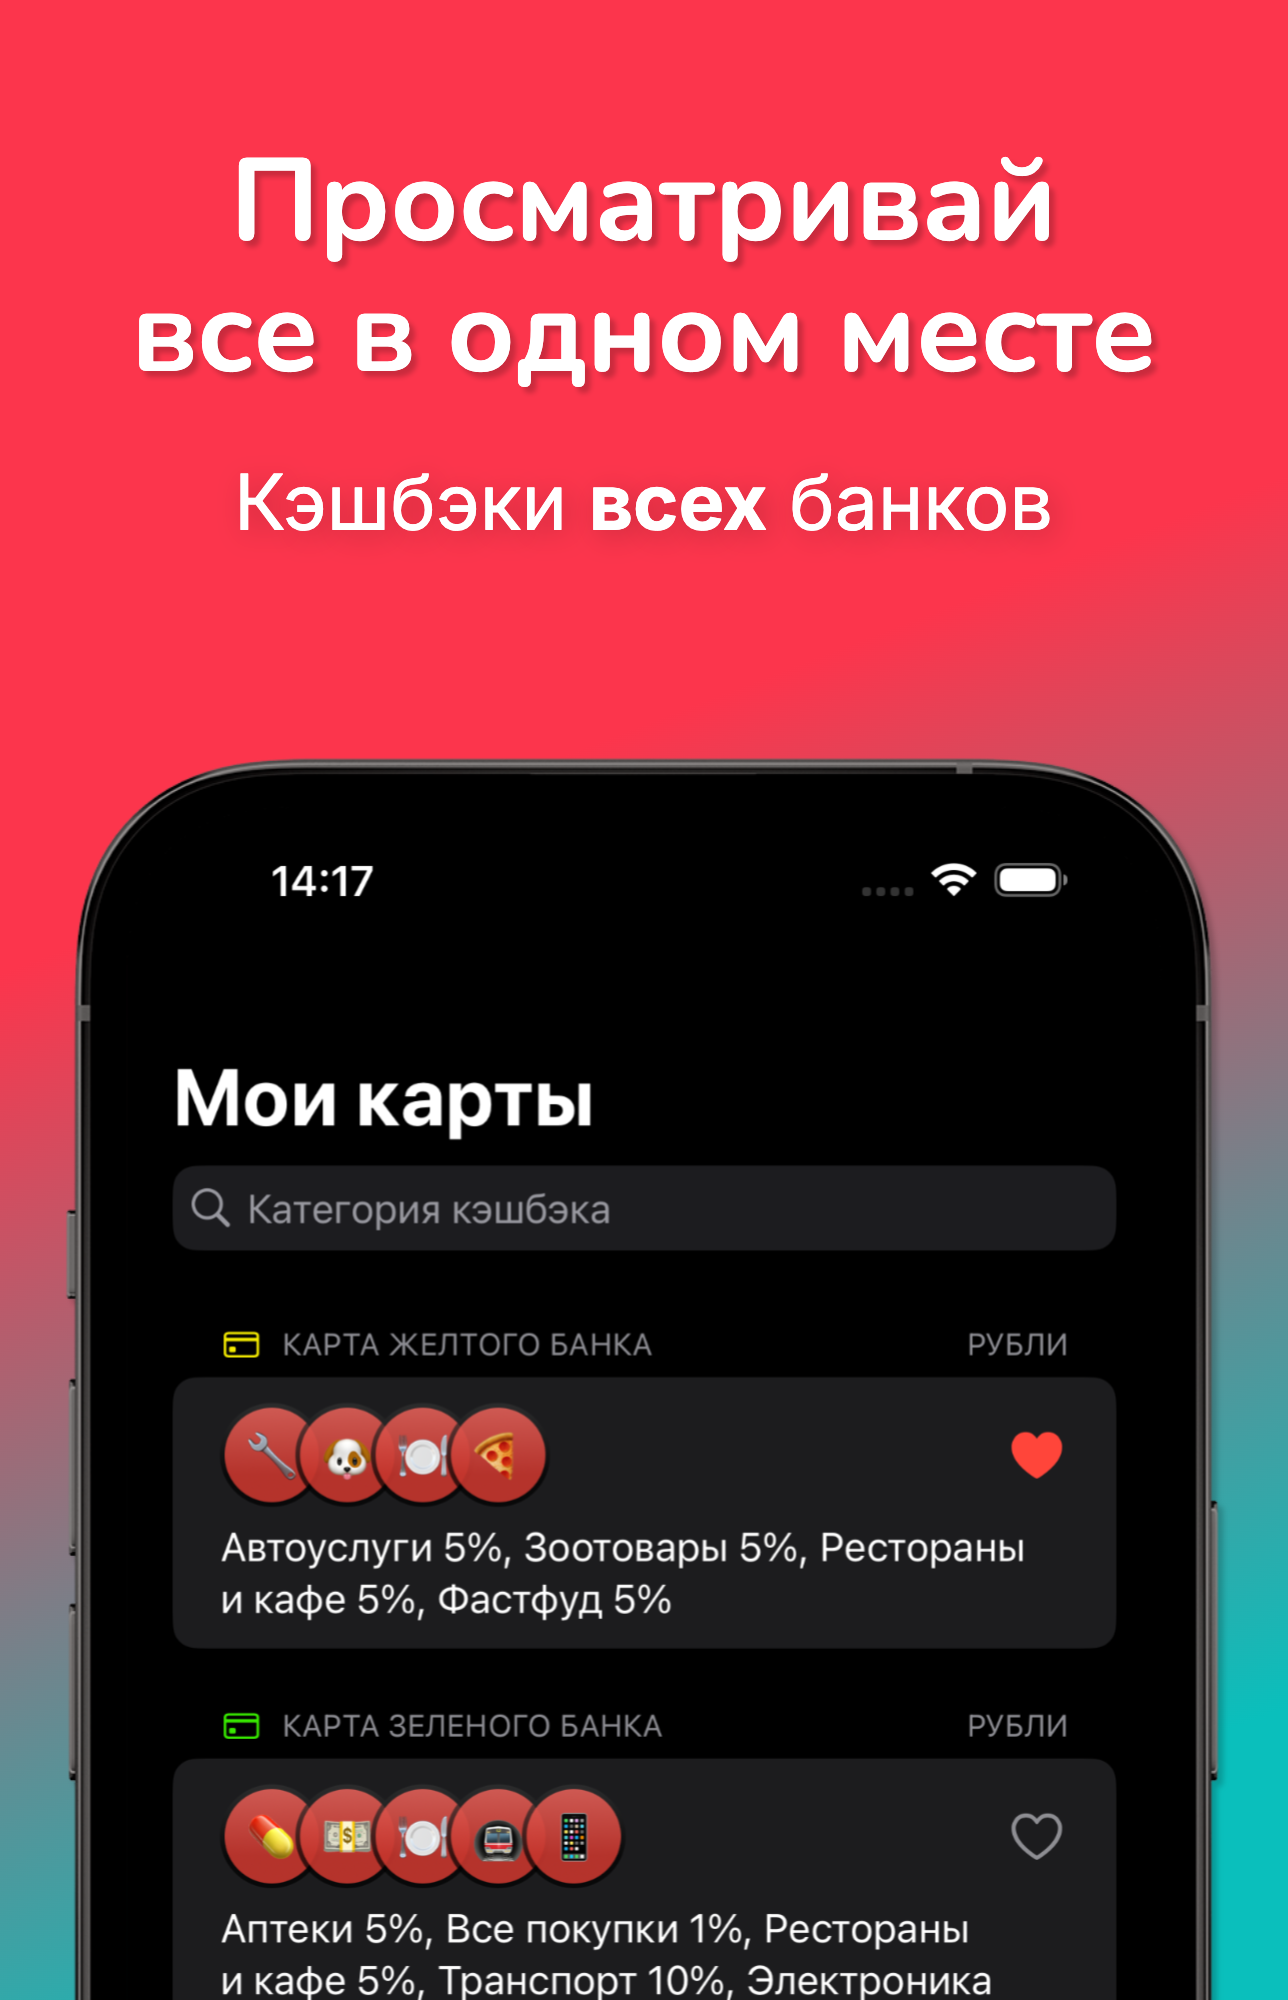 Просматривай
все в одном месте
Кэшбэки всех банков
14:17
Мои карты
Категория кэшбэка
КАРТА ЖЕЛТОГО БАНКА РУБЛИ
Автоуслуги 5%, Зоотовары 5%, Рестораны
и кафе 5%, Фастфуд 5%
КАРТА ЗЕЛЕНОГО БАНКА РУБЛИ
Аптеки 5%, Все покупки 1%, Рестораны
и кафе 5%, Транспорт 10%, Электроника